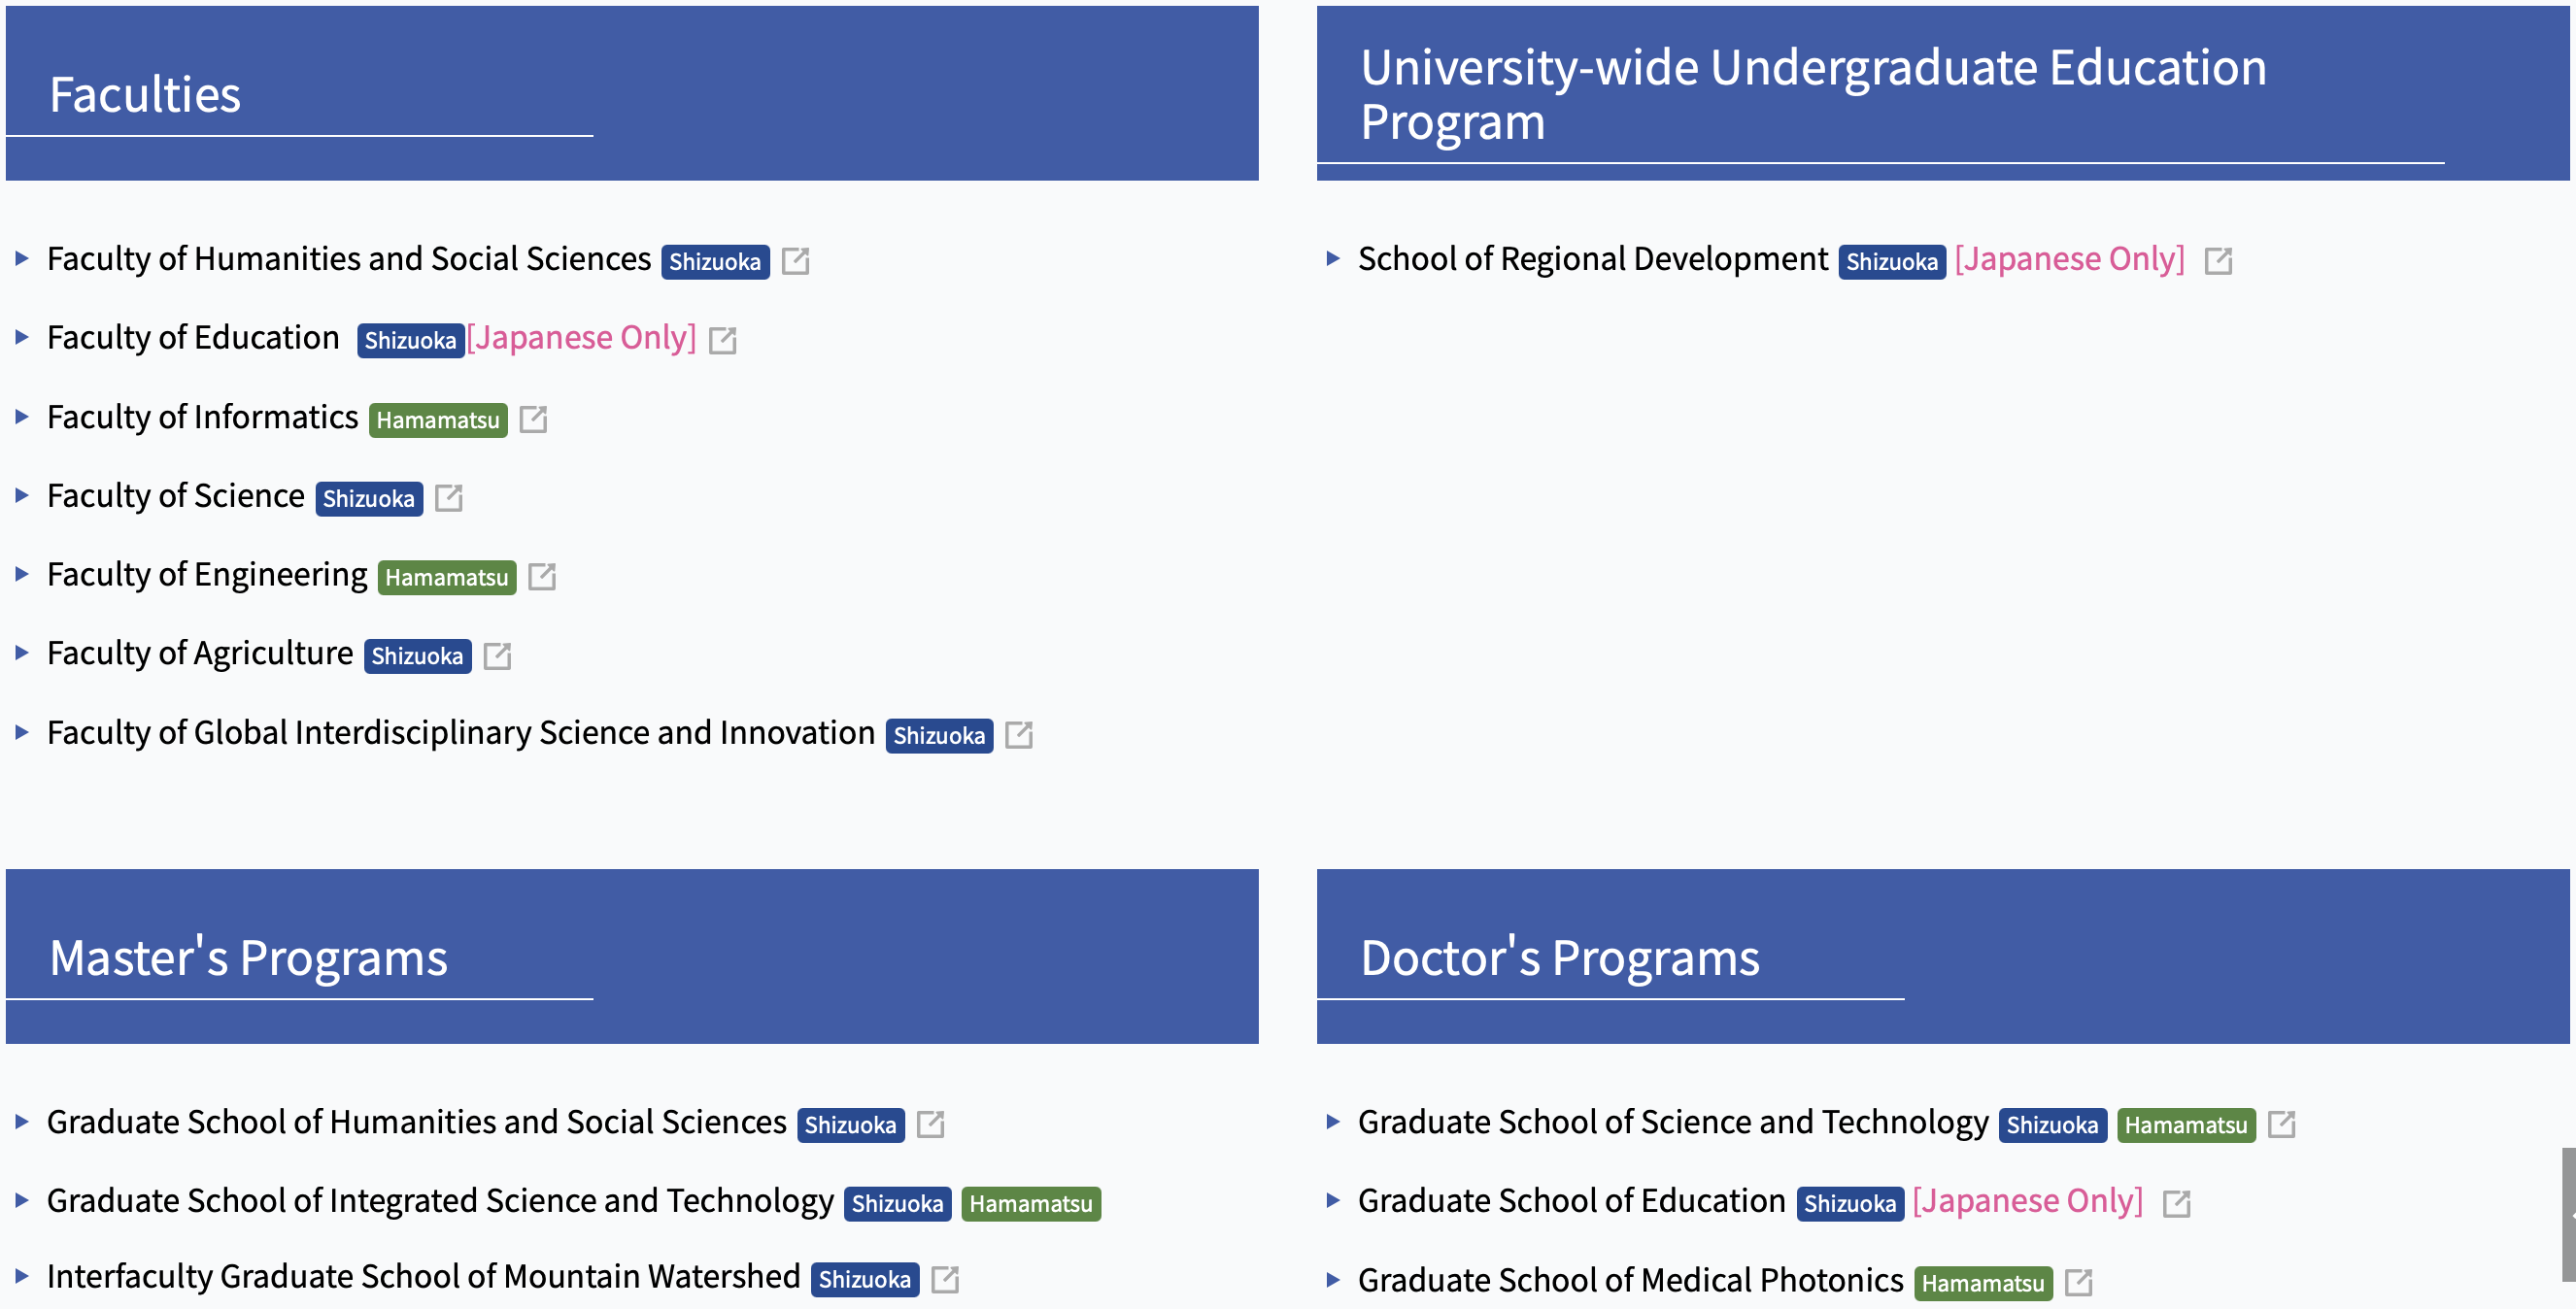 Faculties
Faculty of Humanities and Social Sciences Shizuoka
Faculty of Education Shizuoka[Japanese Only]
Faculty of Informatics Hamamatsu
Faculty of Science Shizuoka
Faculty of Engineering Hamamatsu
Faculty of Agriculture Shizuoka
Faculty of Global Interdisciplinary Science and Innovation Shizuoka
University-wide Undergraduate Education
Program
School of Regional Development Shizuoka [Japanese Only]
Master's Programs
Graduate School of Humanities and Social Sciences Shizuoka
Graduate School of Integrated Science and Technology Shizuoka Hamamatsu
Interfaculty Graduate School of Mountain Watershed Shizuoka
Doctor's Programs
Graduate School of Science and Technology Shizuoka Hamamatsu
Graduate School of Education Shizuoka [Japanese Only]
Graduate School of Medical Photonics Hamamatsu